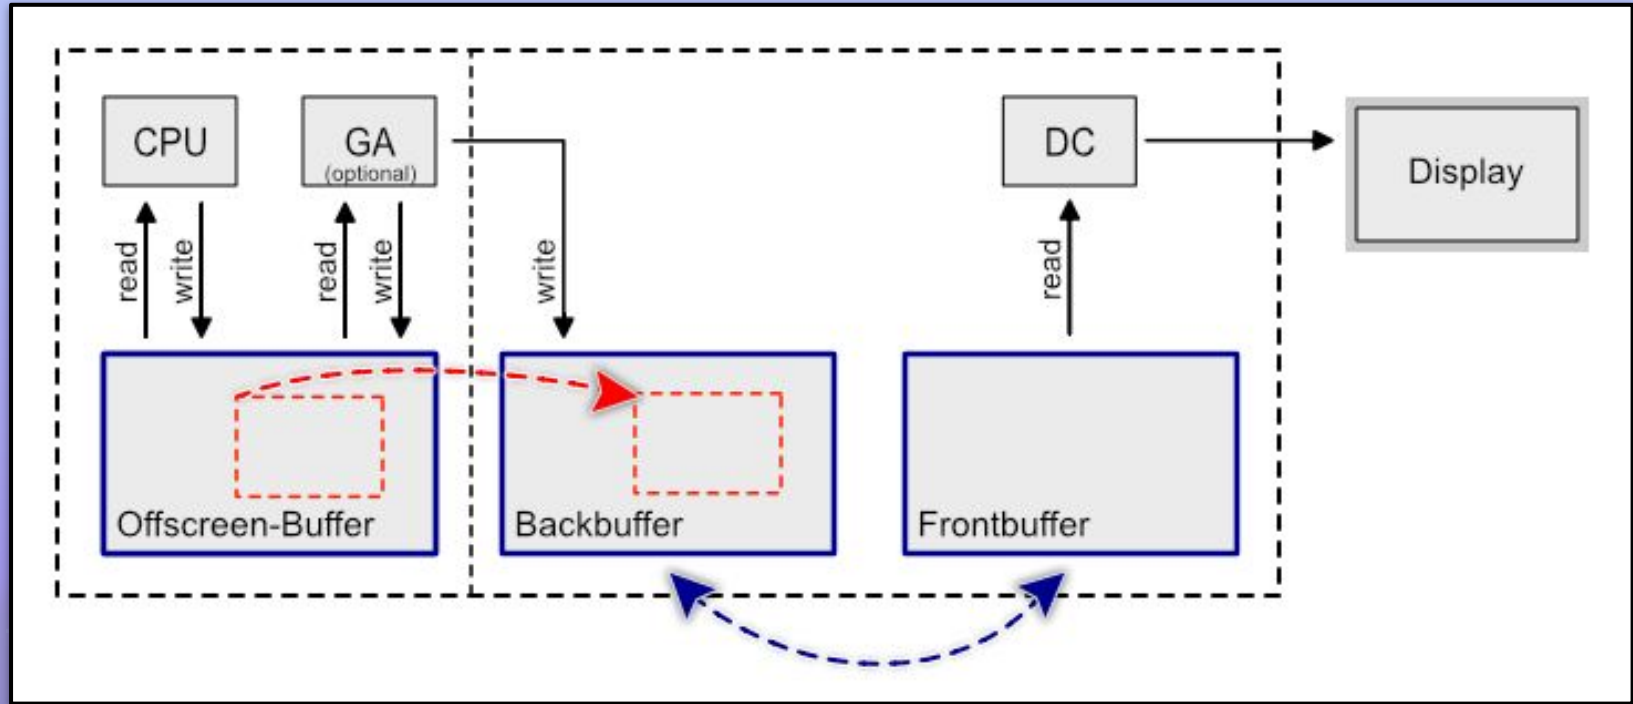 CPU
GA
(optional)
DC
Display
read
write
read
write
write
read
Offscreen-Buffer
Backbuffer
Frontbuffer